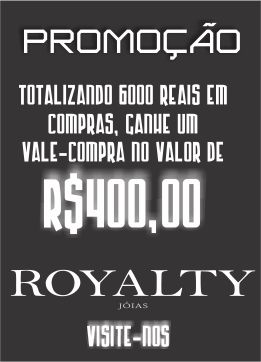 PROMOÇÃO
TOTALIZANDO 6000 REAIS EM
COMPRAS, GANHE UM
VALE-COMPRA NO VALOR DE
R$400,00
ROYALTY
JÓIAS
VISITE-NOS